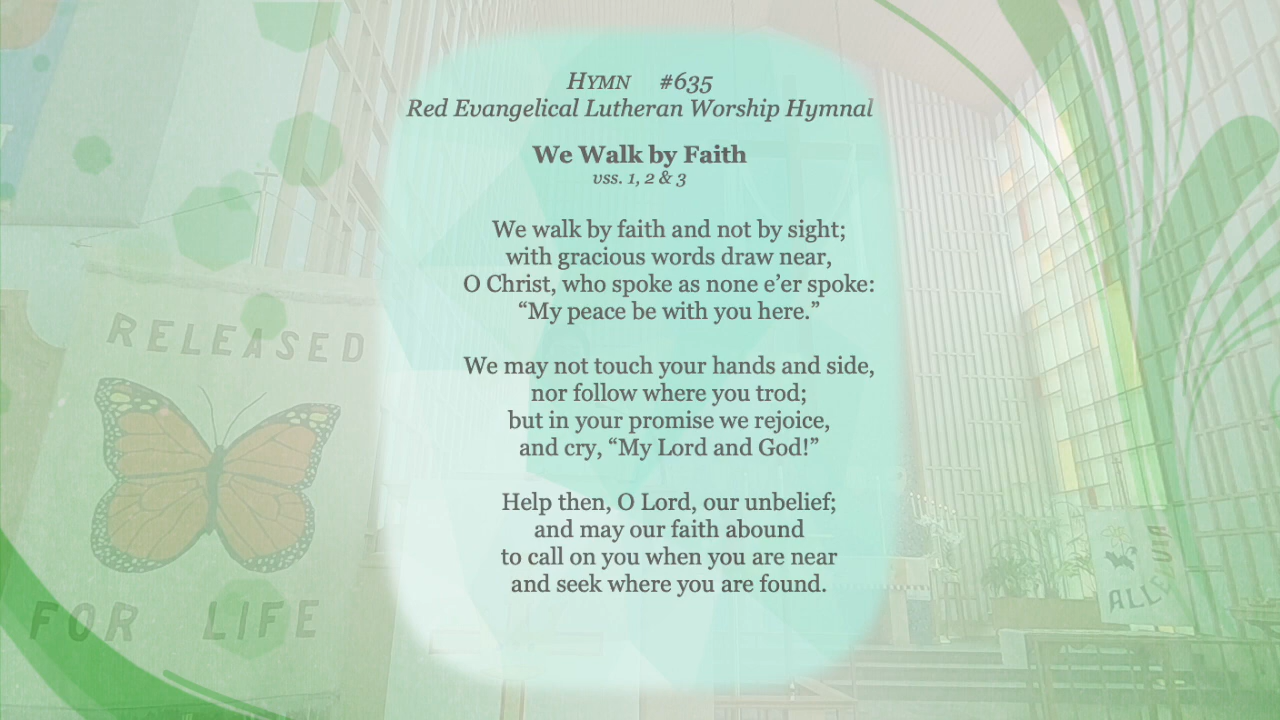 HYMN #635
Red Evangelical Lutheran Worship Hymnal
We Walk by Faith
vss. 1, 2 & 3
We walk by faith and not by sight;
with gracious words draw near,
O Christ, who spoke as none e’er spoke:
“My peace be with you here.”
We may not touch your hands and side,
nor follow where you trod;
but in your promise we rejoice,
and cry, “My Lord and God!”
Help then, O Lord, our unbelief;
and may our faith abound
to call on you when you are near
and seek where you are found.
RELEASED
FOR LIFE
ALLELUIA